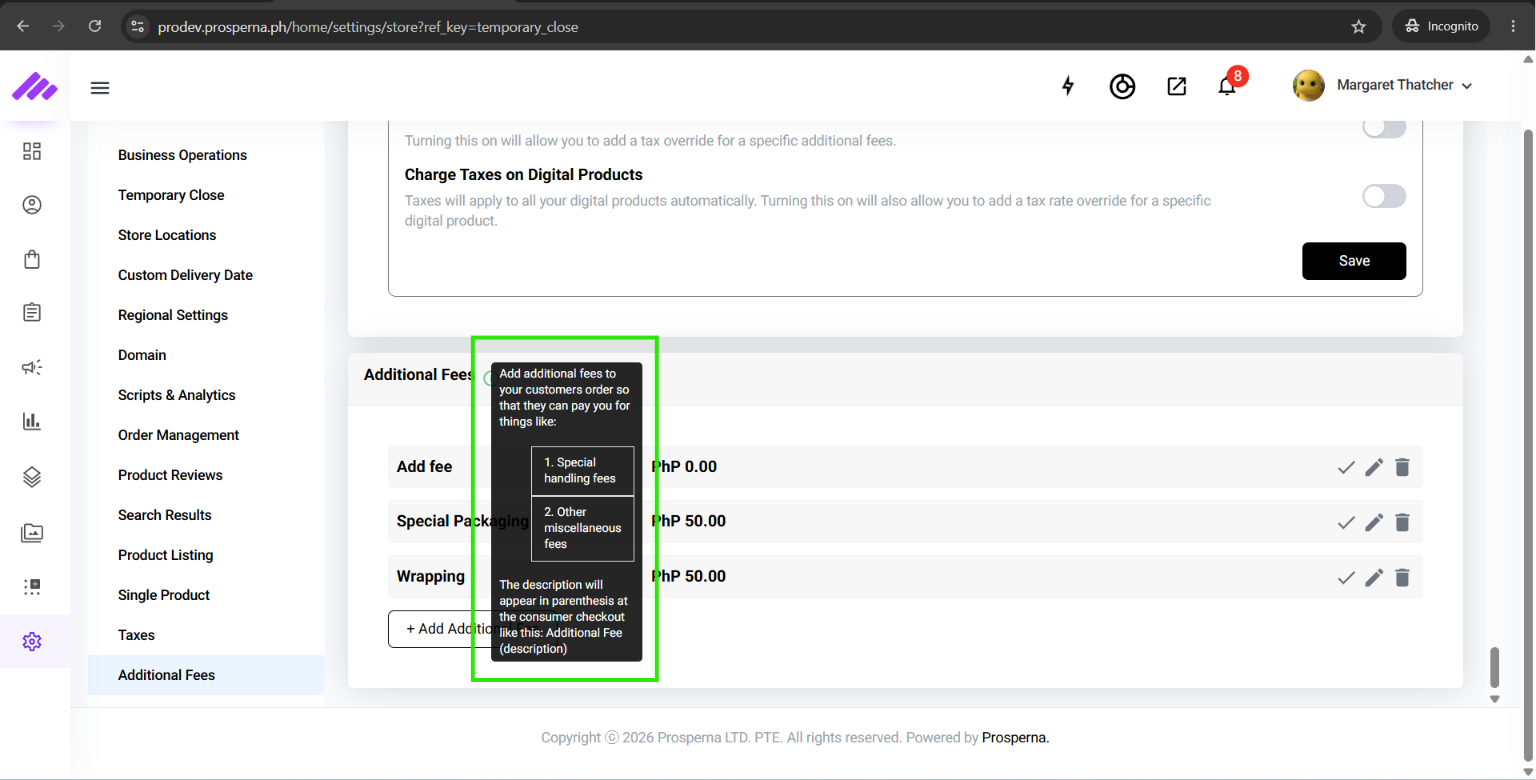 prodev.prosperna.ph/home/settings/store?ref_key=temporary_close
Incognito
8
Margaret Thatcher
Business Operations
Temporary Close
Store Locations
Custom Delivery Date
Regional Settings
Domain
Scripts & Analytics
Order Management
Product Reviews
Search Results
Product Listing
Single Product
Taxes
Additional Fees
Turning this on will allow you to add a tax override for a specific additional fees.
Charge Taxes on Digital Products
Taxes will apply to all your digital products automatically. Turning this on will also allow you to add a tax rate override for a specific
digital product.
Save
Additional Fees
Add additional fees to
your customers order so
that they can pay you for
things like:
1. Special
handling fees
2. Other
miscellaneous
fees
The description will
appear in parenthesis at
the consumer checkout
like this: Additional Fee
(description)
Add fee
PhP 0.00
Special Packaging
PhP 50.00
Wrapping
PhP 50.00
+ Add
Copyright © 2026 Prosperna LTD. PTE. All rights reserved. Powered by Prosperna.